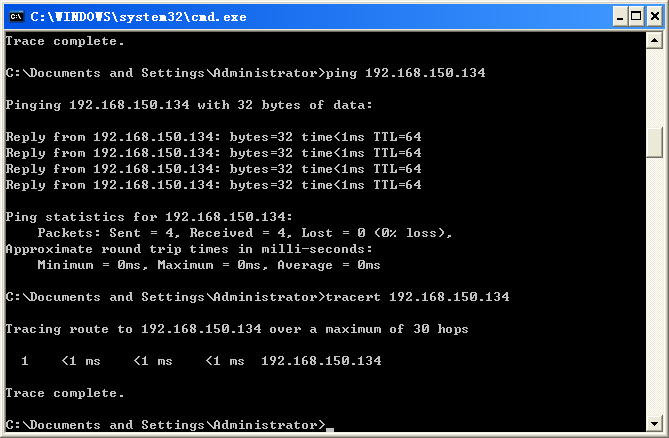 C:\WINDOWS\system32\cmd.exe
Trace complete.
C:\Documents and Settings\Administrator>ping 192.168.150.134
Pinging 192.168.150.134 with 32 bytes of data:
Reply from 192.168.150.134: bytes=32 time<1ms TTL=64
Reply from 192.168.150.134: bytes=32 time<1ms TTL=64
Reply from 192.168.150.134: bytes=32 time<1ms TTL=64
Reply from 192.168.150.134: bytes=32 time<1ms TTL=64
Ping statistics for 192.168.150.134:
    Packets: Sent = 4, Received = 4, Lost = 0 (0% loss),
Approximate round trip times in milli-seconds:
    Minimum = 0ms, Maximum = 0ms, Average = 0ms
C:\Documents and Settings\Administrator>tracert 192.168.150.134
Tracing route to 192.168.150.134 over a maximum of 30 hops
  1    <1 ms    <1 ms    <1 ms  192.168.150.134
Trace complete.
C:\Documents and Settings\Administrator>